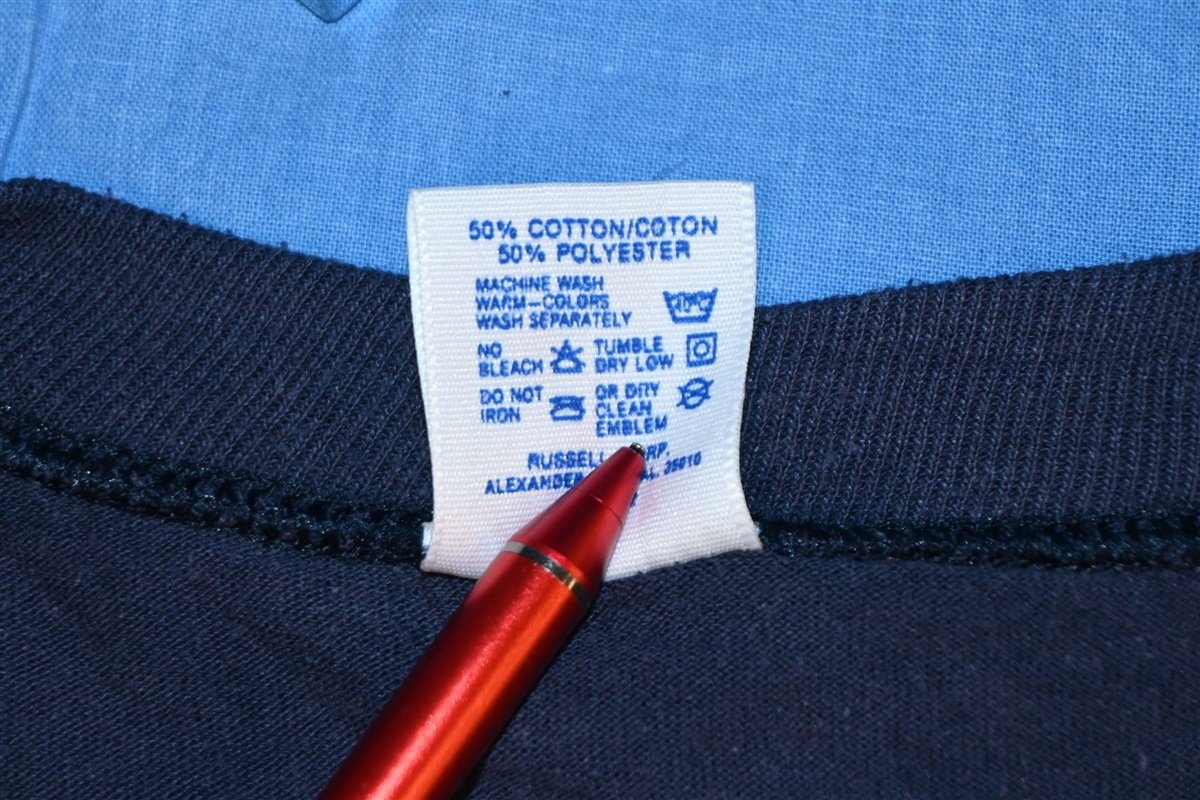 50% COTTON/COTON
50% POLYESTER
MACHINE WASH
WARM-COLORS
WASH SEPARATELY
NO
BLEACH
TUMBLE
DRY LOW
DO NOT
IRON
OR DRY
CLEAN
EMBLEM
RUSSELL
AL. 35010